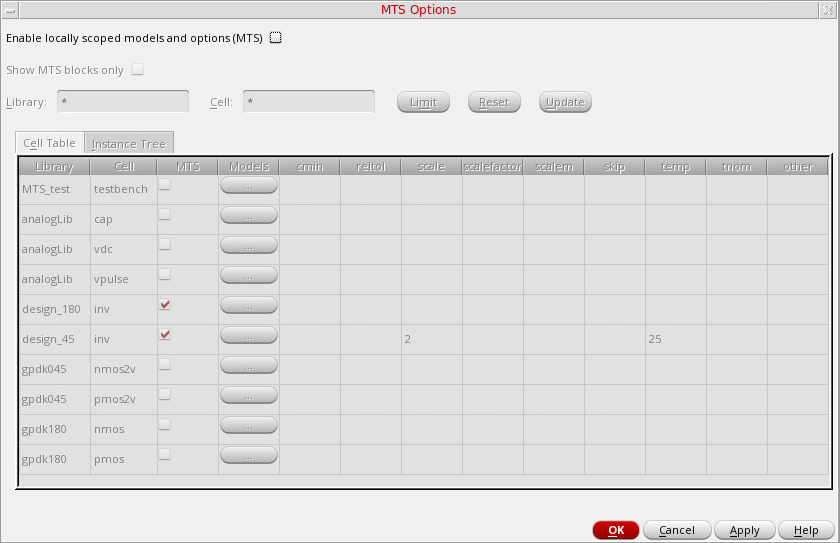 MTS Options
Enable locally scoped models and options (MTS)
Show MTS blocks only
Library: * Cell: * Limit Reset Update
Cell Table Instance Tree
Library Cell MTS Models cmin reltol scale scalefactor scalem skip temp tnom other
MTS_test testbench ...
analogLib cap ...
analogLib vdc ...
analogLib vpulse ...
design_180 inv ...
design_45 inv ... 2 25
gpdk045 nmos2v ...
gpdk045 pmos2v ...
gpdk180 nmos ...
gpdk180 pmos ...
OK Cancel Apply Help